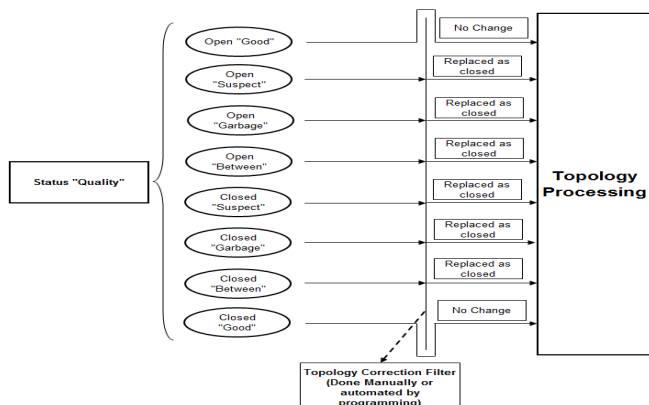 No Change
Open "Good"
Replaced as
closed
Open
"Suspect"
Replaced as
closed
Open
"Garbage"
Replaced as
closed
Open
"Between"
Status "Quality"
Topology
Processing
Replaced as
closed
Closed
"Suspect"
Replaced as
closed
Closed
"Garbage"
Replaced as
closed
Closed
"Between"
No Change
Closed
"Good"
Topology Correction Filter
(Done Manually or
automated by
programming)